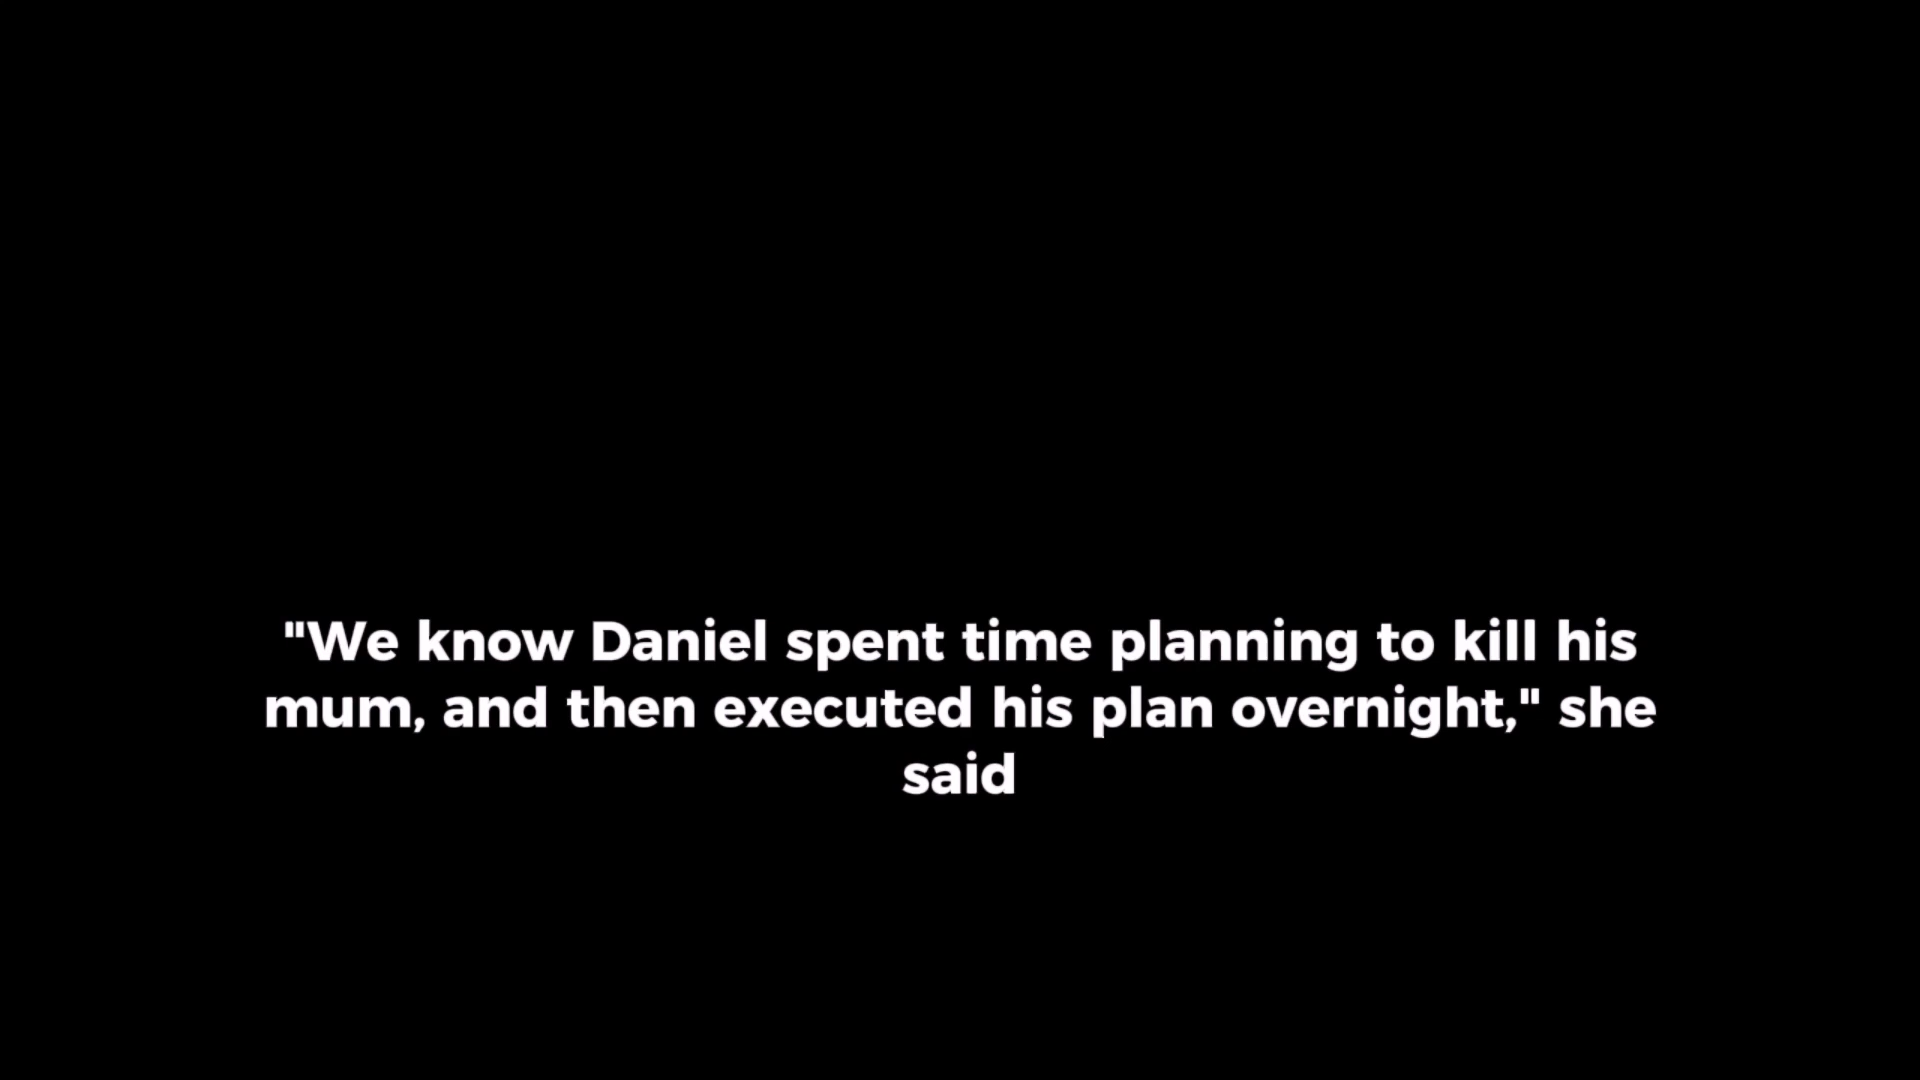 "We know Daniel spent time planning to kill his
mum, and then executed his plan overnight," she
said